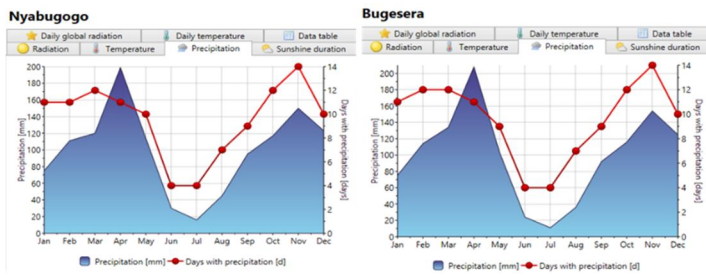 Nyabugogo
Daily global radiation Daily temperature Data table
Radiation Temperature Precipitation Sunshine duration
Precipitation [mm]
200
180
160
140
120
100
80
60
40
20
0
14
12
10
8
6
4
2
0
Days with precipitation [days]
Jan Feb Mar Apr May Jun Jul Aug Sep Oct Nov Dec
Precipitation [mm] Days with precipitation [d]
Bugesera
Daily global radiation Daily temperature Data table
Radiation Temperature Precipitation Sunshine duration
Precipitation [mm]
200
180
160
140
120
100
80
60
40
20
0
14
12
10
8
6
4
2
0
Days with precipitation [days]
Jan Feb Mar Apr May Jun Jul Aug Sep Oct Nov Dec
Precipitation [mm] Days with precipitation [d]